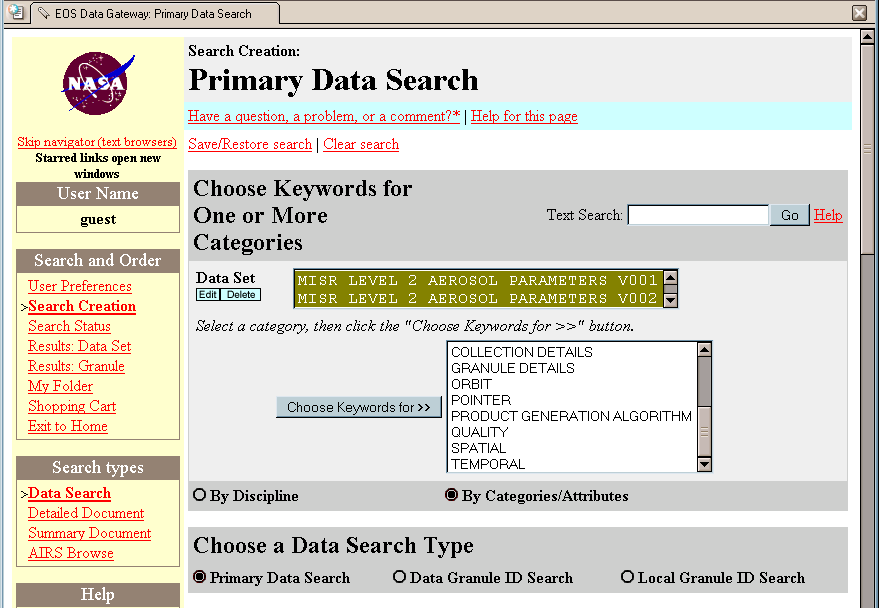 EOS Data Gateway: Primary Data Search
NASA
Skip navigator (text browsers)
Starred links open new
windows
User Name
guest
Search and Order
User Preferences
>Search Creation
Search Status
Results: Data Set
Results: Granule
My Folder
Shopping Cart
Exit to Home
Search types
>Data Search
Detailed Document
Summary Document
AIRS Browse
Help
Search Creation:
Primary Data Search
Have a question, a problem, or a comment?* | Help for this page
Save/Restore search | Clear search
Choose Keywords for
One or More
Categories
Text Search: Go Help
Data Set
Edit Delete
MISR LEVEL 2 AEROSOL PARAMETERS V001
MISR LEVEL 2 AEROSOL PARAMETERS V002
Select a category, then click the "Choose Keywords for >>" button.
Choose Keywords for >>
COLLECTION DETAILS
GRANULE DETAILS
ORBIT
POINTER
PRODUCT GENERATION ALGORITHM
QUALITY
SPATIAL
TEMPORAL
By Discipline By Categories/Attributes
Choose a Data Search Type
Primary Data Search Data Granule ID Search Local Granule ID Search